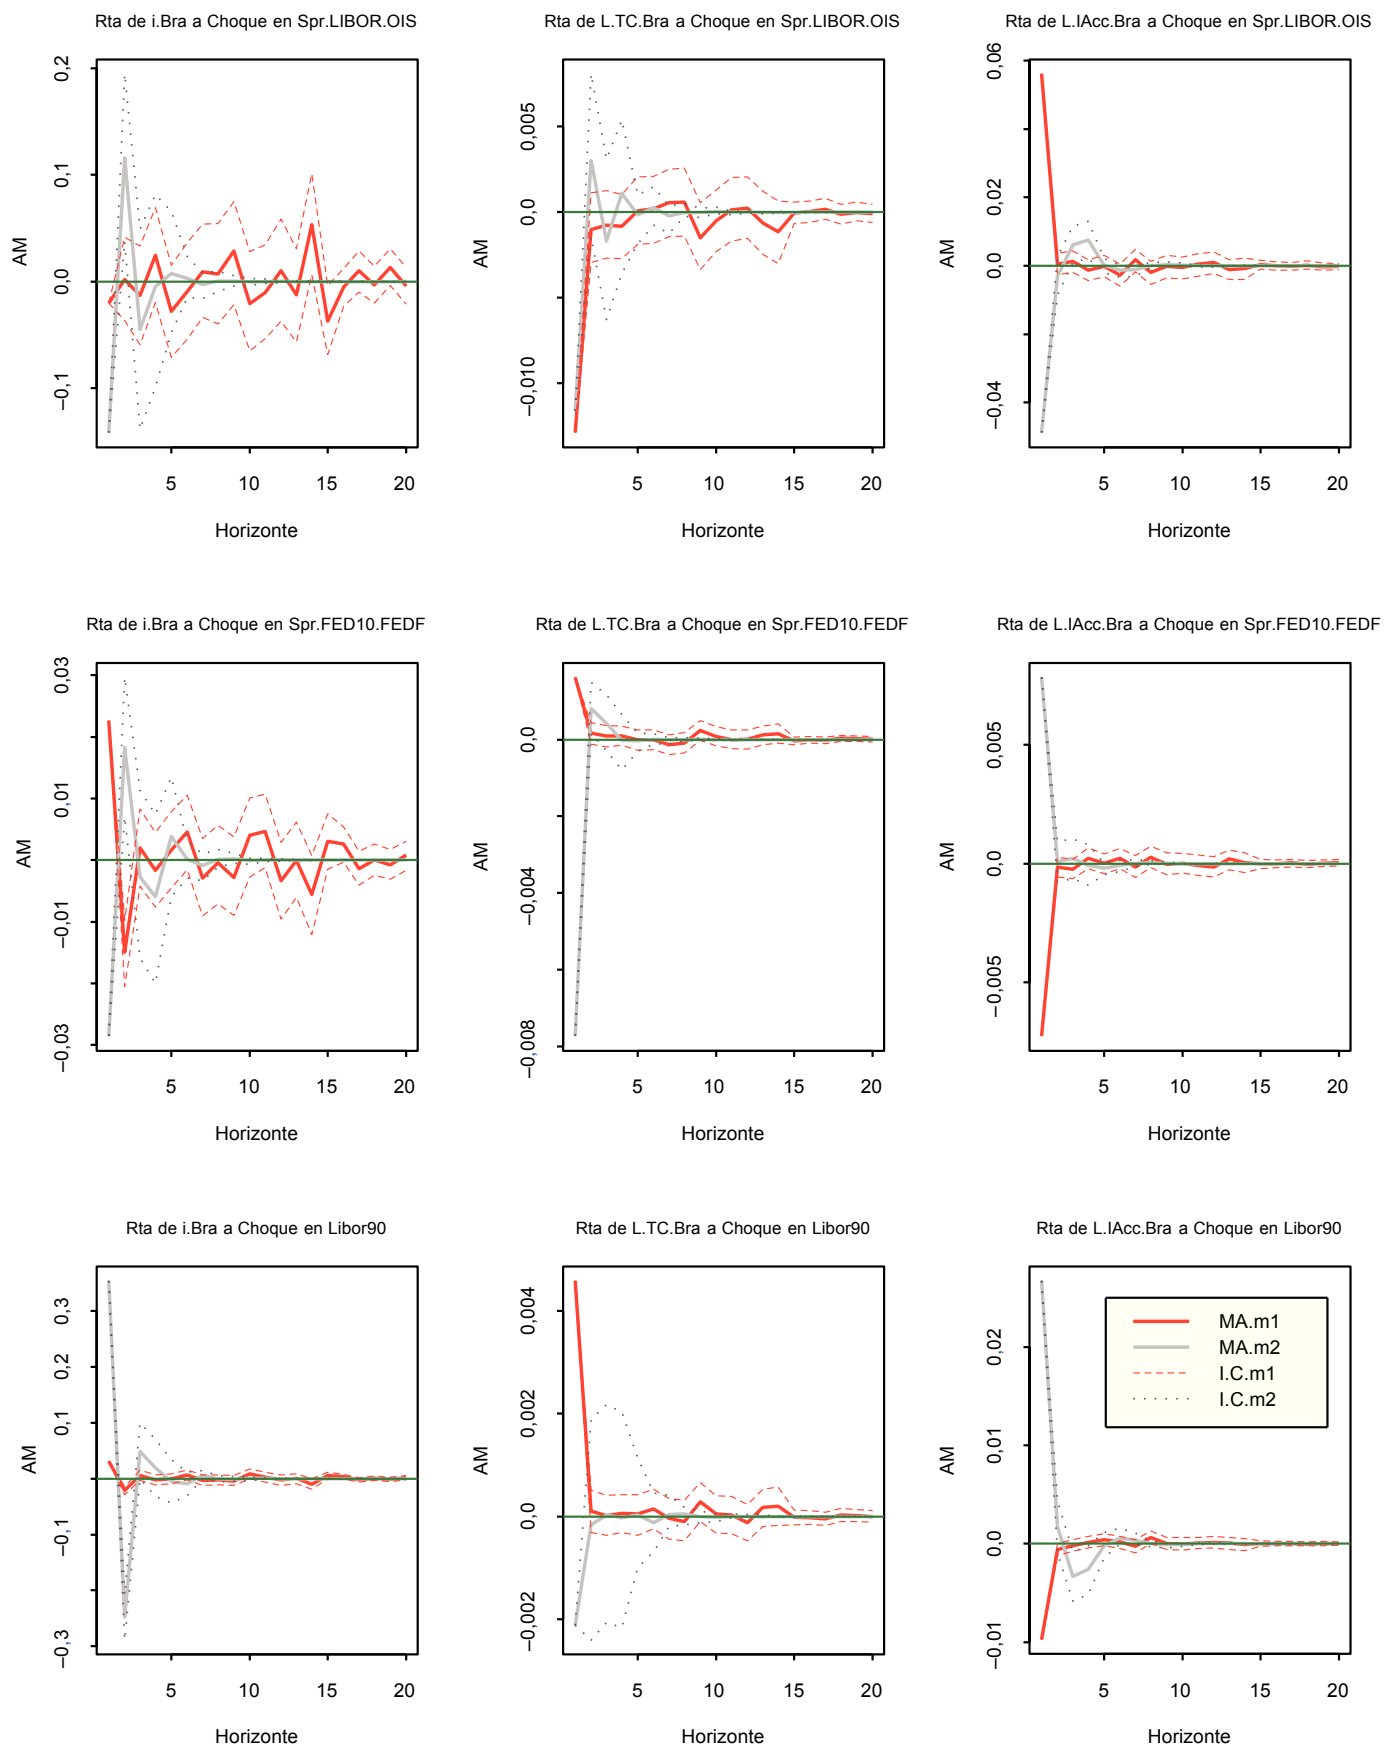 Rta de i.Bra a Choque en Spr.LIBOR.OIS
AM
0,2
0,1
0,0
−0,1
5 10 15 20
Horizonte
Rta de L.TC.Bra a Choque en Spr.LIBOR.OIS
AM
0,005
0,0
−0,010
5 10 15 20
Horizonte
Rta de L.IAcc.Bra a Choque en Spr.LIBOR.OIS
AM
0,06
0,02
0,0
−0,04
5 10 15 20
Horizonte
Rta de i.Bra a Choque en Spr.FED10.FEDF
AM
0,03
0,01
−0,01
−0,03
5 10 15 20
Horizonte
Rta de L.TC.Bra a Choque en Spr.FED10.FEDF
AM
0,0
−0,004
−0,008
5 10 15 20
Horizonte
Rta de L.IAcc.Bra a Choque en Spr.FED10.FEDF
AM
0,005
0,0
−0,005
5 10 15 20
Horizonte
Rta de i.Bra a Choque en Libor90
AM
0,3
0,2
0,1
0,0
−0,1
−0,3
5 10 15 20
Horizonte
Rta de L.TC.Bra a Choque en Libor90
AM
0,004
0,002
0,0
−0,002
5 10 15 20
Horizonte
Rta de L.IAcc.Bra a Choque en Libor90
AM
0,02
0,01
0,0
−0,01
MA.m1
MA.m2
I.C.m1
I.C.m2
5 10 15 20
Horizonte